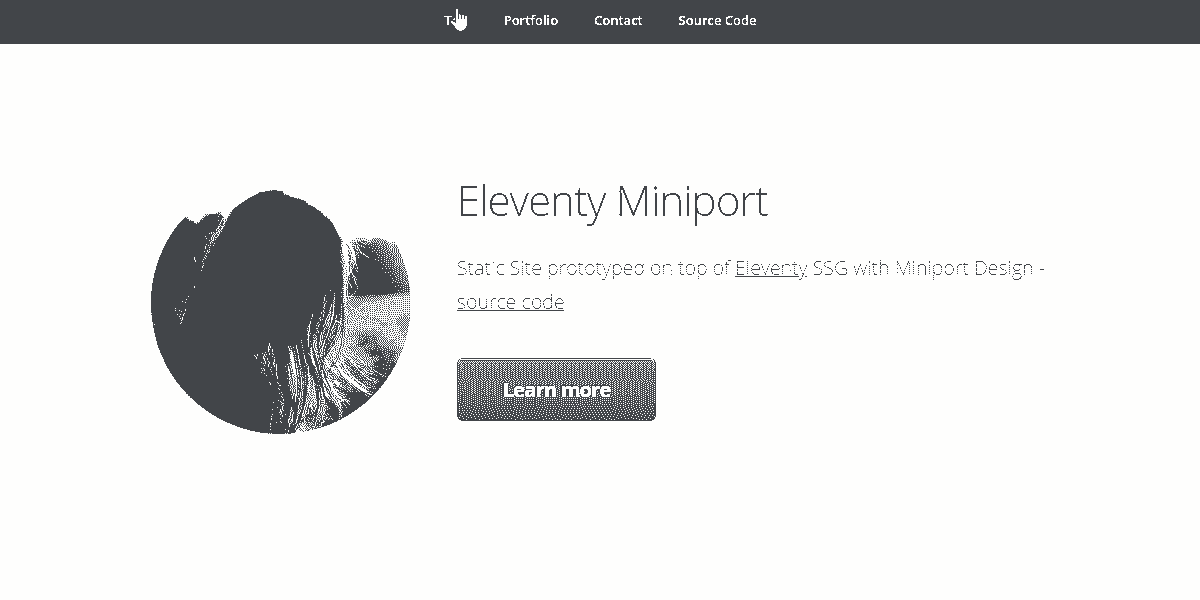 Portfolio Contact Source Code
Eleventy Miniport
Static Site prototyped on top of Eleventy SSG with Miniport Design -
source code
Learn more